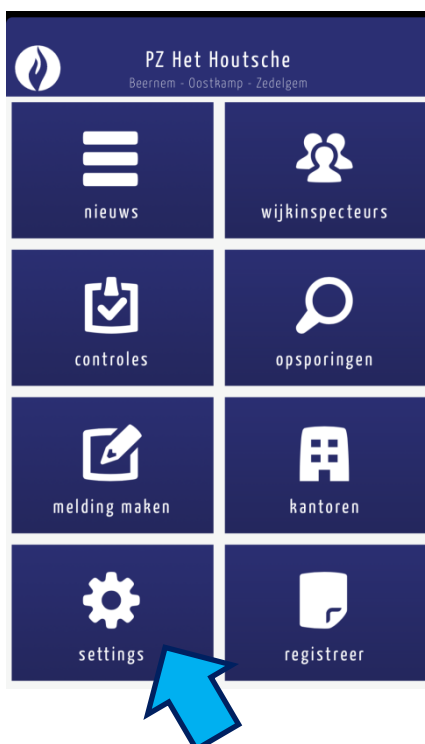 PZ Het Houtsche
Beernem - Oostkamp - Zedelgem
nieuws
wijkinspecteurs
controles
opsporingen
melding maken
kantoren
settings
registreer